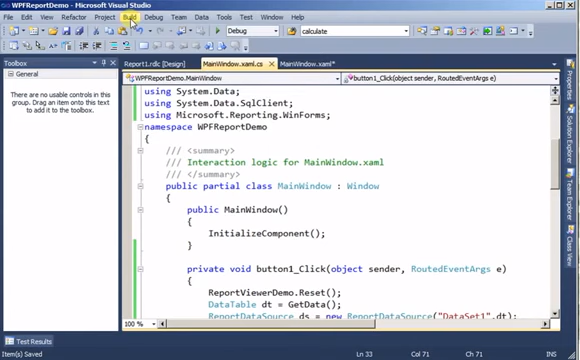 WPFReportDemo - Microsoft Visual Studio
File Edit View Refactor Project Build Debug Team Data Tools Test Window Help
Debug calculate
Toolbox
Report1.rdlc [Design] MainWindow.xaml.cs MainWindow.xaml*
General
WPFReportDemo.MainWindow button1_Click(object sender, RoutedEventArgs e)
There are no usable controls in this
group. Drag an item onto this text
to add it to the toolbox.
using System.Data;
using System.Data.SqlClient;
using Microsoft.Reporting.WinForms;
namespace WPFReportDemo
{
/// <summary>
/// Interaction logic for MainWindow.xaml
/// </summary>
public partial class MainWindow : Window
{
public MainWindow()
{
InitializeComponent();
}
private void button1_Click(object sender, RoutedEventArgs e)
{
ReportViewerDemo.Reset();
DataTable dt = GetData();
ReportDataSource ds = new ReportDataSource("DataSet1",dt);
Properties
Solution Explorer
Team Explorer
Class View
100 %
Test Results
Item(s) Saved Ln 33 Col 71 Ch 71 INS